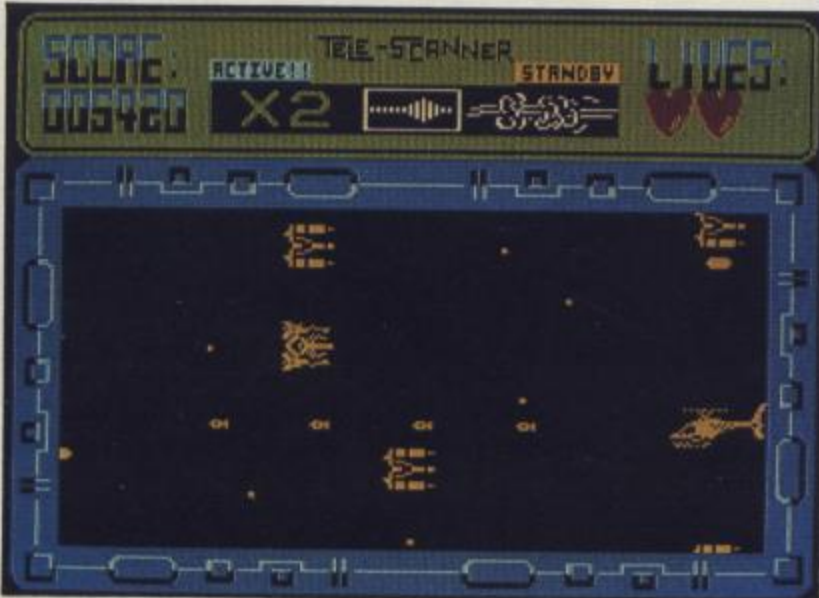 SCORE:
TELE-SCANNER
LIVES:
ACTIVE!!
STANDBY
005420
X2